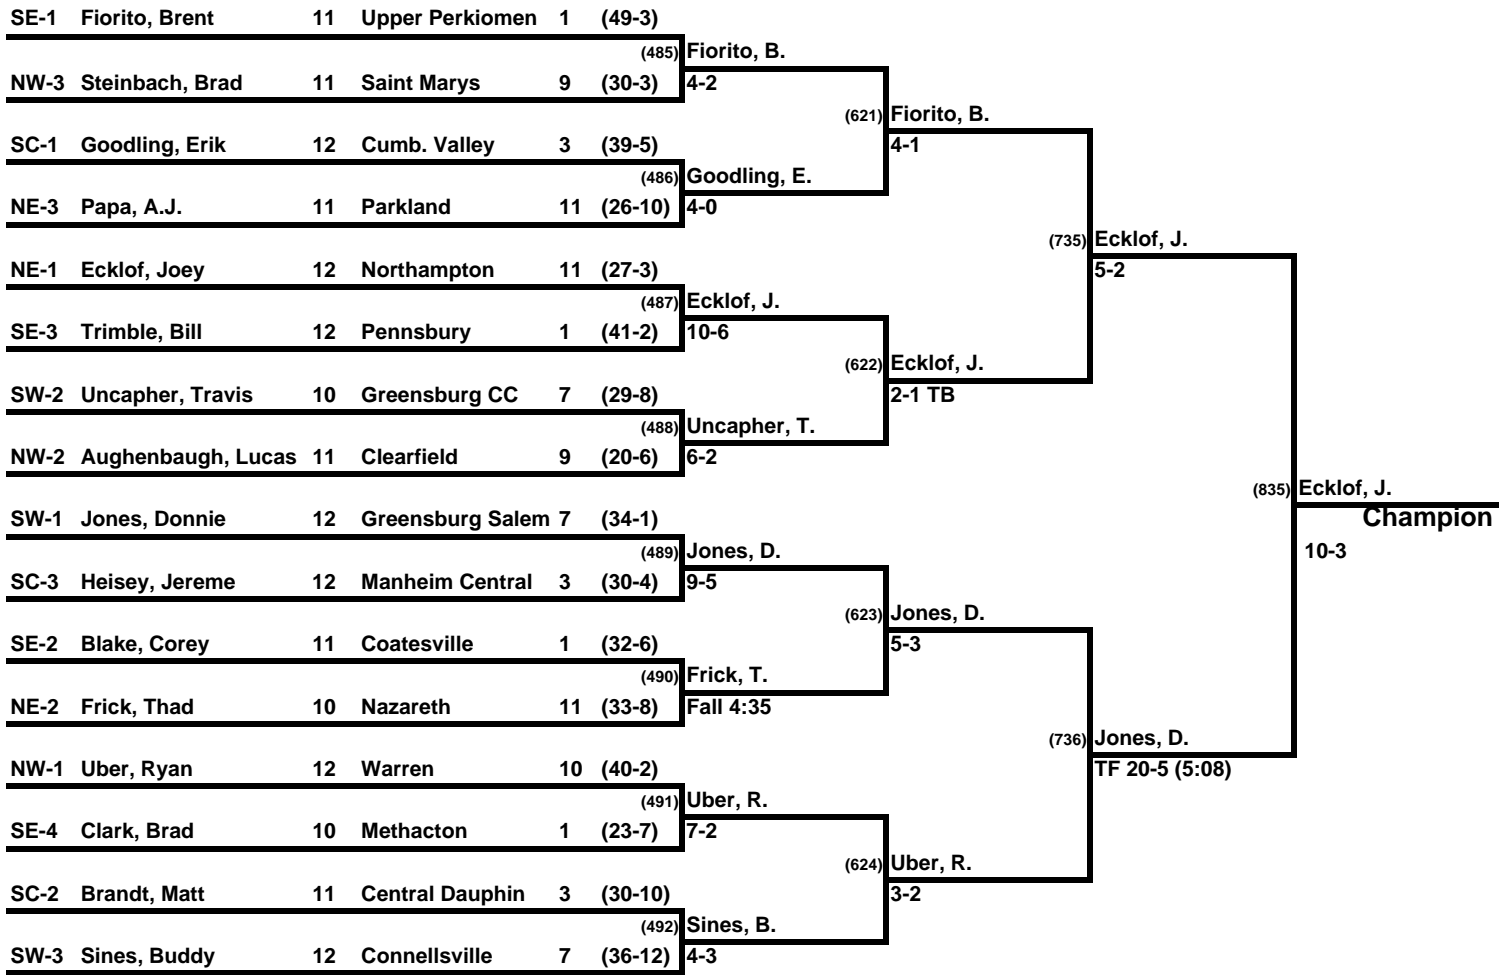 SE-1 Fiorito, Brent 11 Upper Perkiomen 1 (49-3)
(485) Fiorito, B.
NW-3 Steinbach, Brad 11 Saint Marys 9 (30-3) 4-2
(621) Fiorito, B.
SC-1 Goodling, Erik 12 Cumb. Valley 3 (39-5) 4-1
(486) Goodling, E.
NE-3 Papa, A.J. 11 Parkland 11 (26-10) 4-0
(735) Ecklof, J.
NE-1 Ecklof, Joey 12 Northampton 11 (27-3) 5-2
(487) Ecklof, J.
SE-3 Trimble, Bill 12 Pennsbury 1 (41-2) 10-6
(622) Ecklof, J.
SW-2 Uncapher, Travis 10 Greensburg CC 7 (29-8) 2-1 TB
(488) Uncapher, T.
NW-2 Aughenbaugh, Lucas 11 Clearfield 9 (20-6) 6-2
(835) Ecklof, J.
SW-1 Jones, Donnie 12 Greensburg Salem 7 (34-1) Champion
(489) Jones, D. 10-3
SC-3 Heisey, Jereme 12 Manheim Central 3 (30-4) 9-5
(623) Jones, D.
SE-2 Blake, Corey 11 Coatesville 1 (32-6) 5-3
(490) Frick, T.
NE-2 Frick, Thad 10 Nazareth 11 (33-8) Fall 4:35
(736) Jones, D.
NW-1 Uber, Ryan 12 Warren 10 (40-2) TF 20-5 (5:08)
(491) Uber, R.
SE-4 Clark, Brad 10 Methacton 1 (23-7) 7-2
(624) Uber, R.
SC-2 Brandt, Matt 11 Central Dauphin 3 (30-10) 3-2
(492) Sines, B.
SW-3 Sines, Buddy 12 Connellsville 7 (36-12) 4-3